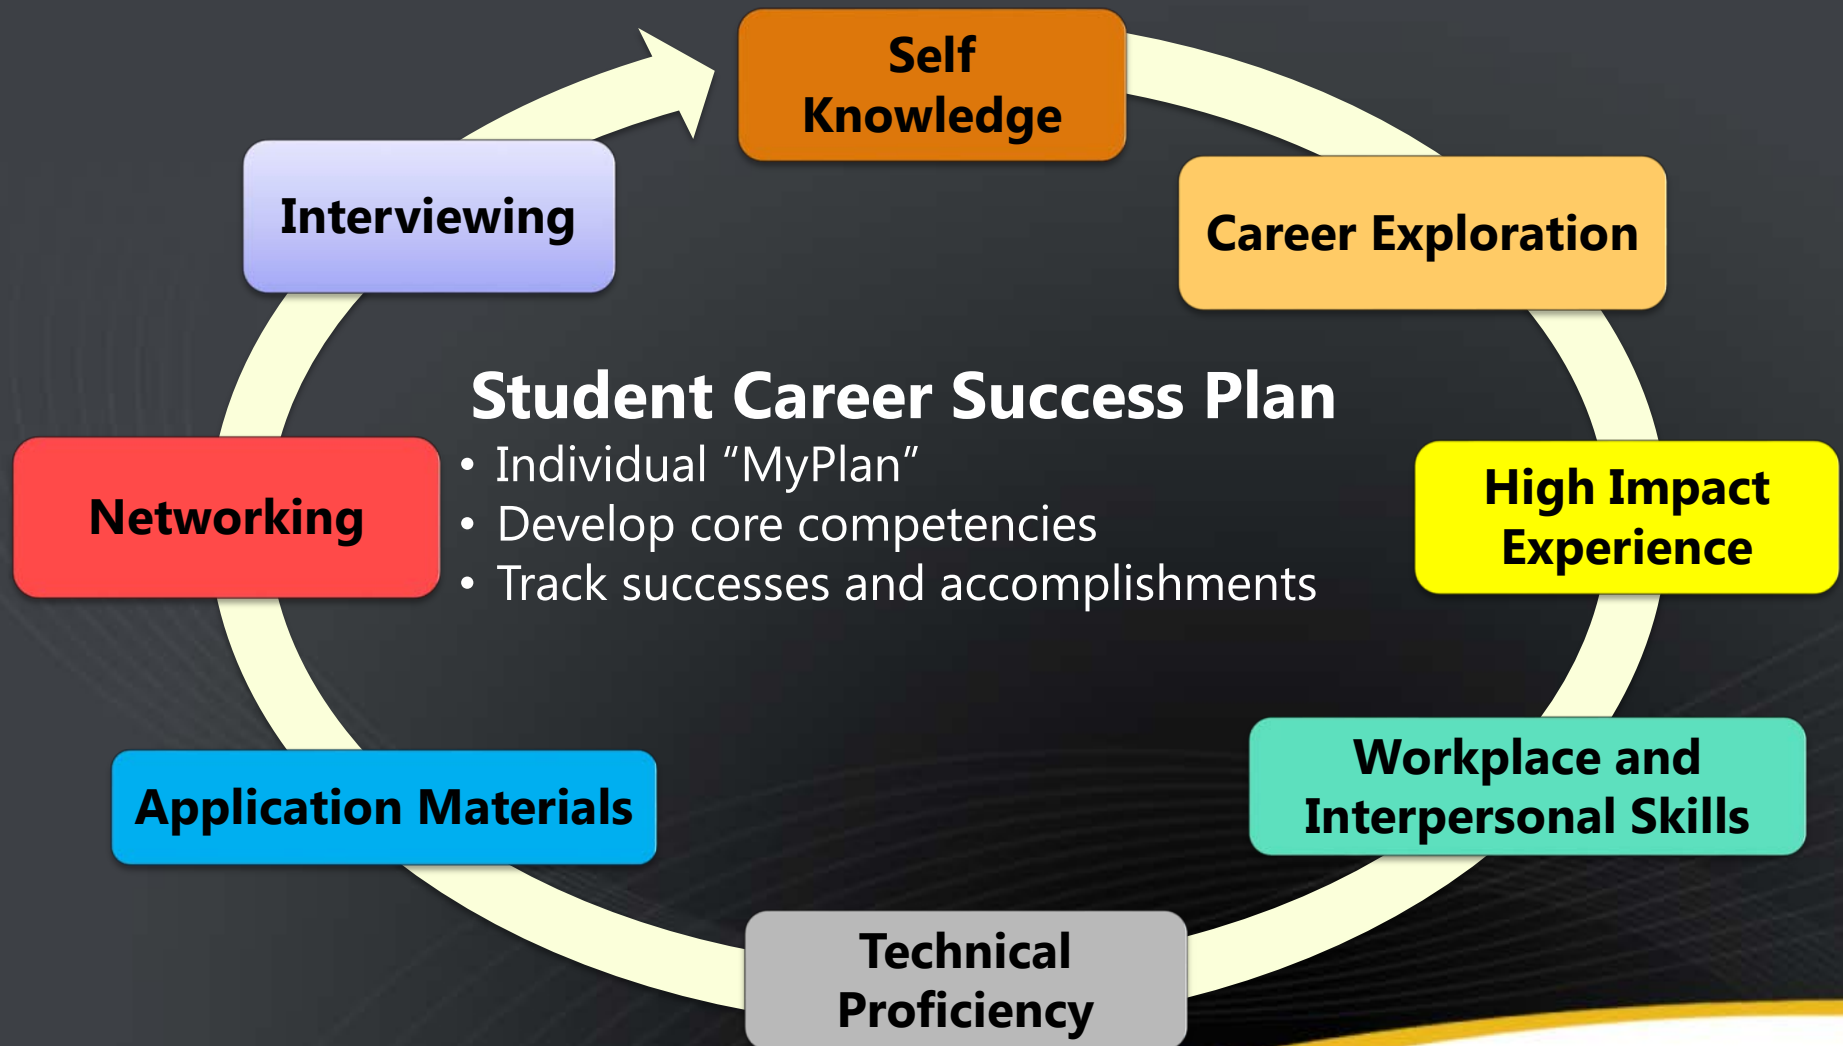 Self
Knowledge
Career Exploration
High Impact
Experience
Workplace and
Interpersonal Skills
Technical
Proficiency
Application Materials
Networking
Interviewing
Student Career Success Plan
• Individual “MyPlan”
• Develop core competencies
• Track successes and accomplishments